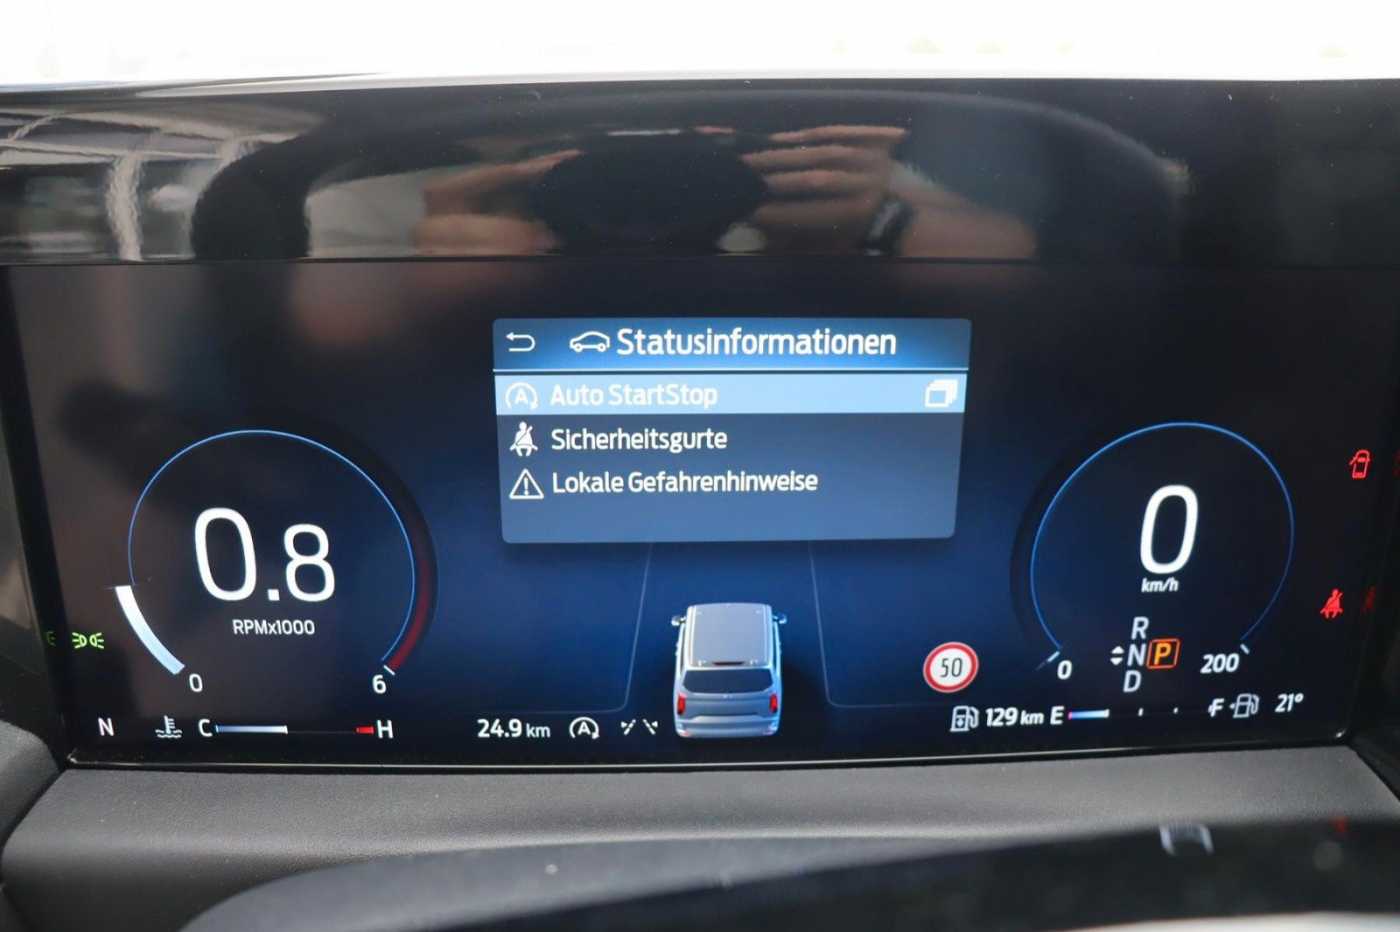 Statusinformationen
Auto StartStop
Sicherheitsgurte
Lokale Gefahrenhinweise
0.8
RPMx1000
0
6
N
C
H
24.9 km
A
50
0
km/h
0
200
R
N
P
D
129 km
E
F
21°